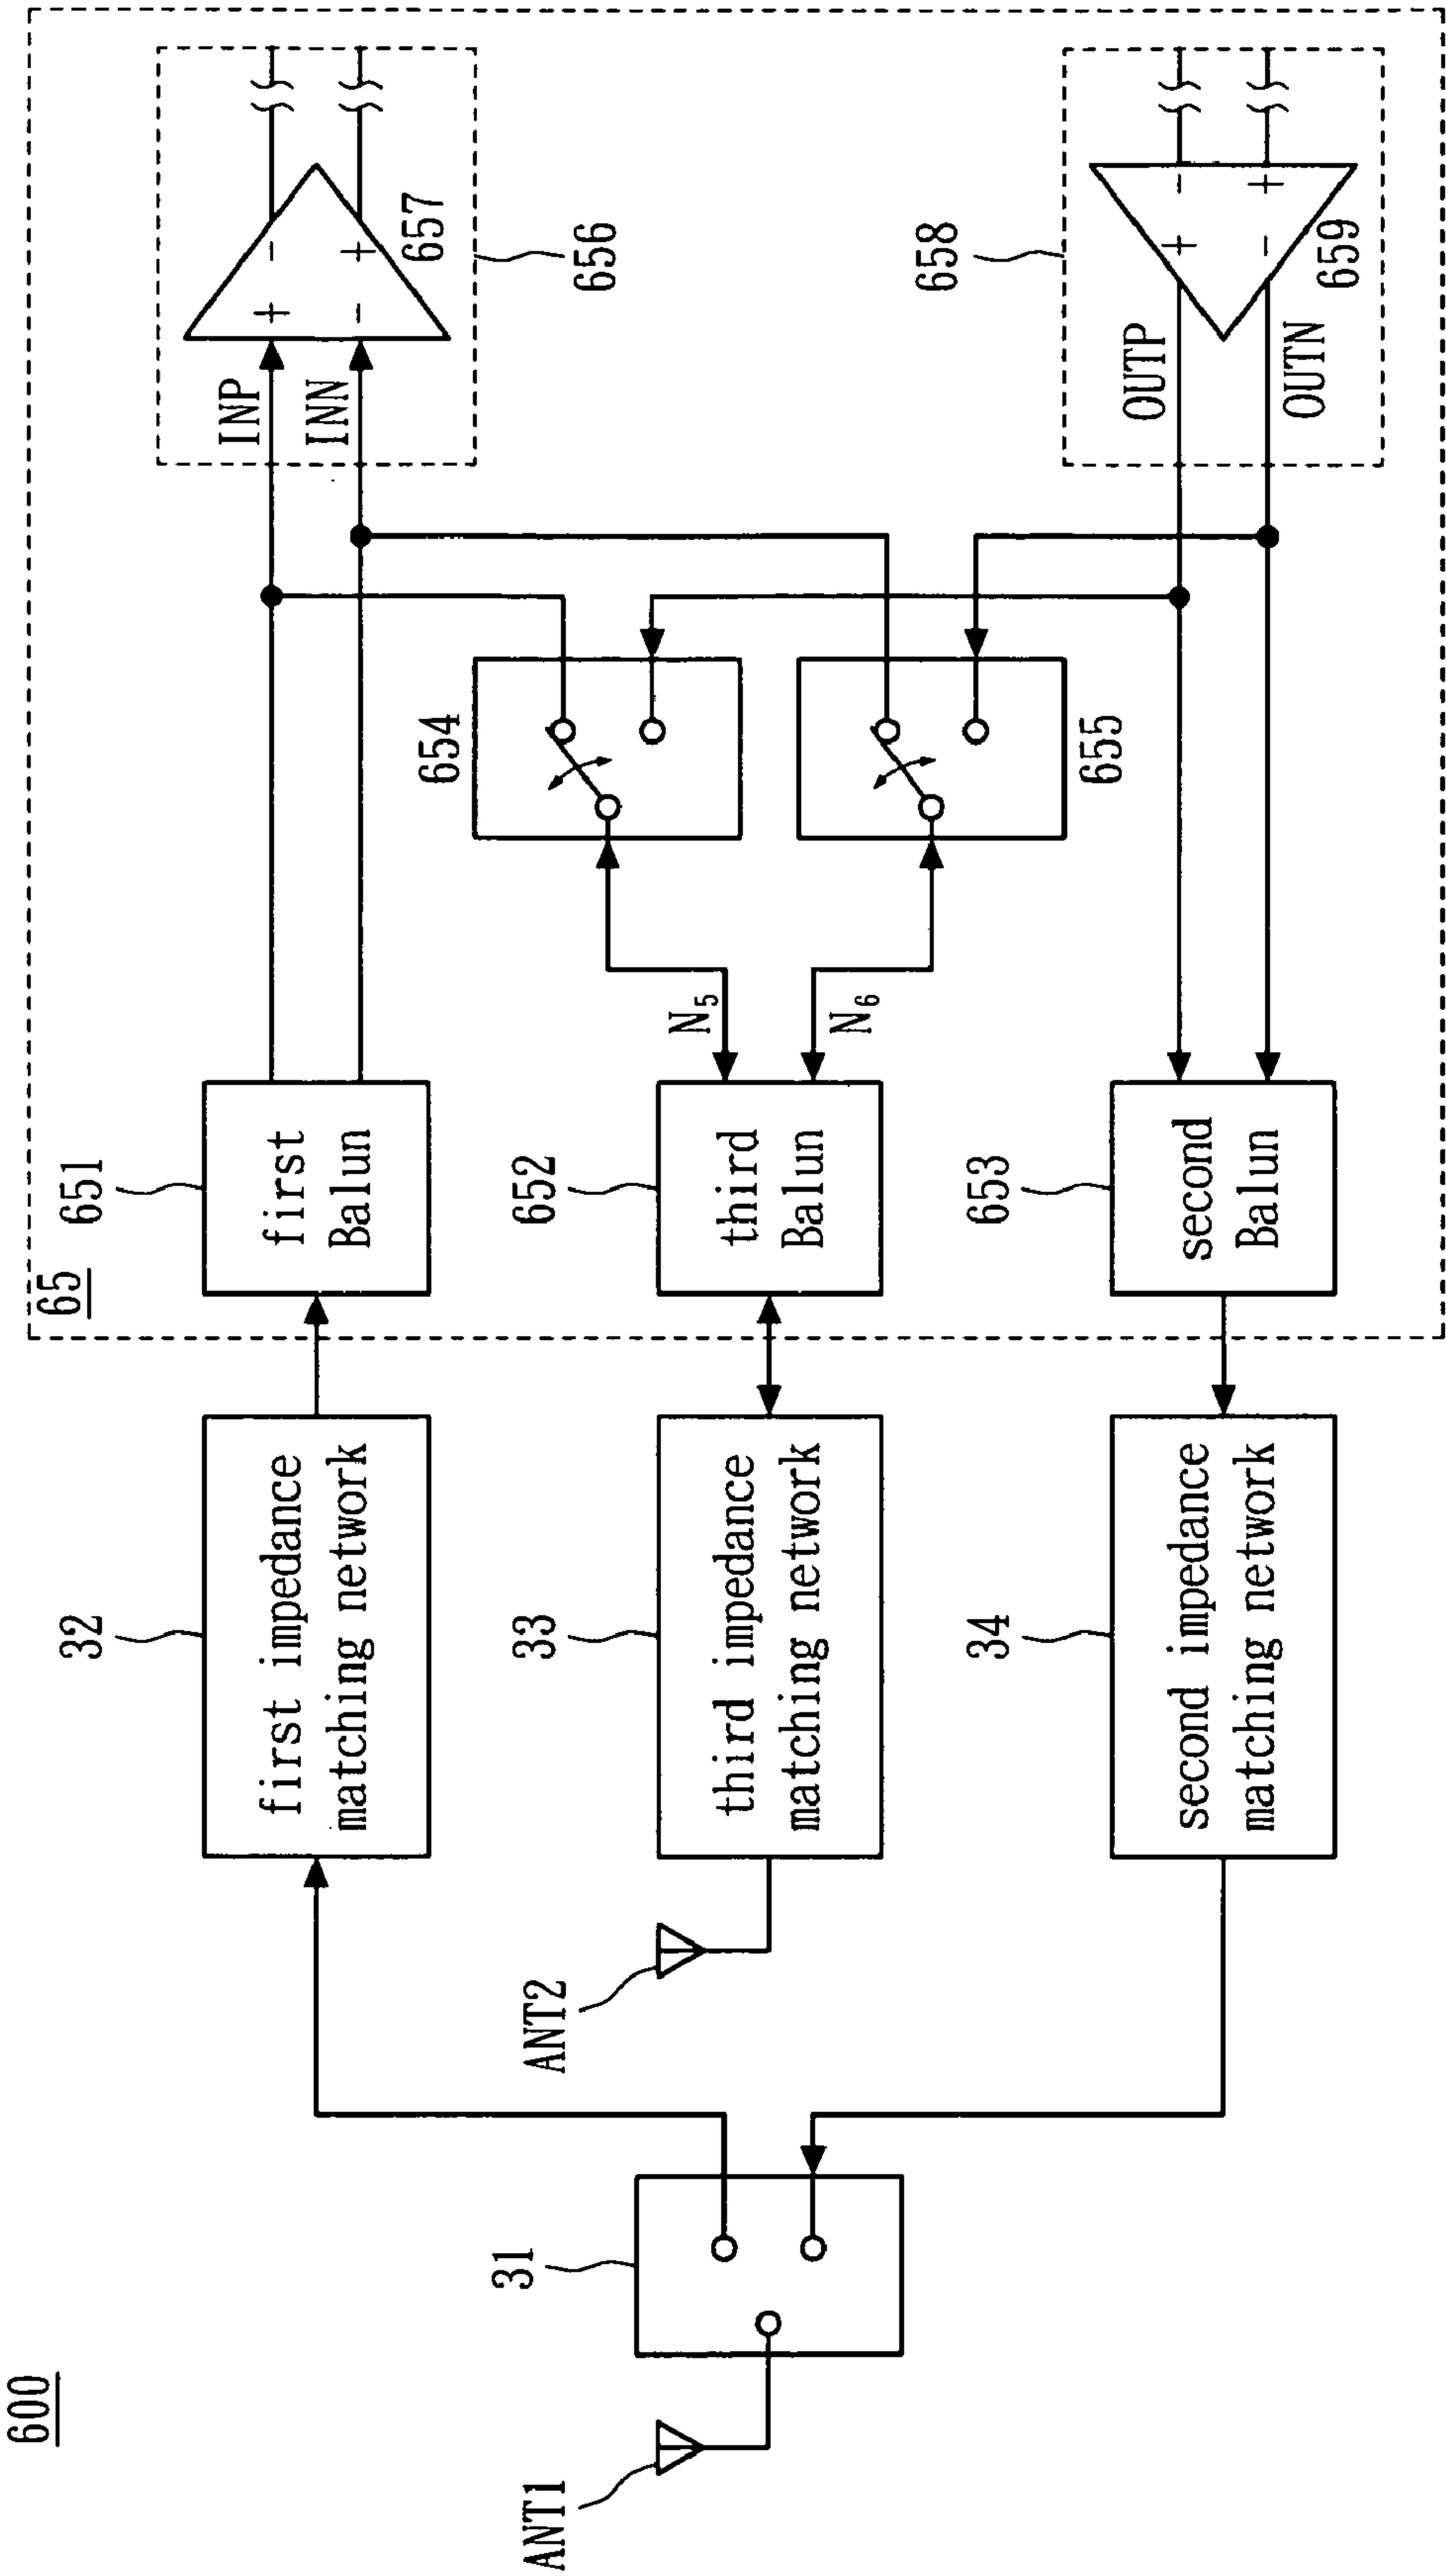 600
ANT1
31
ANT2
32
first impedance
matching network
33
third impedance
matching network
34
second impedance
matching network
65
651
first
Balun
652
third
Balun
653
second
Balun
N5
N6
654
655
INP
INN
+ -
- +
657
656
658
OUTP
OUTN
+ -
- +
659